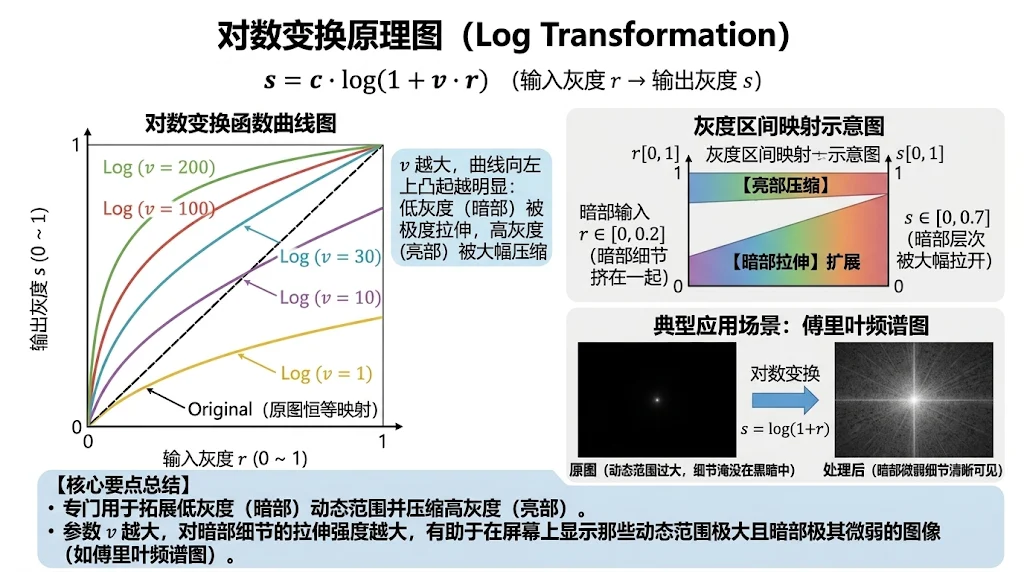 对数变换原理图（Log Transformation）
s = c · log(1 + v · r) （输入灰度 r → 输出灰度 s）
对数变换函数曲线图
1
Log (v = 200)
Log (v = 100)
Log (v = 30)
Log (v = 10)
Log (v = 1)
Original（原图恒等映射）
输出灰度 s (0 ~ 1)
0
0
1
输入灰度 r (0 ~ 1)
v 越大，曲线向左
上凸起越明显：
低灰度（暗部）被
极度拉伸，高灰度
(亮部）被大幅压缩
灰度区间映射示意图
r[0, 1]
灰度区间映射÷示意图
s[0, 1]
1
1
【亮部压缩】
暗部输入
r ∈ [0, 0.2]
（暗部细节
挤在一起）
s ∈ [0, 0.7]
(暗部层次
被大幅拉开）
【暗部拉伸】扩展
0
0
典型应用场景：傅里叶频谱图
对数变换
s = log(1+r)
原图（动态范围过大，细节淹没在黑暗中）
处理后（暗部微弱细节清晰可见）
【核心要点总结】
• 专门用于拓展低灰度（暗部）动态范围并压缩高灰度（亮部）。
• 参数 v 越大，对暗部细节的拉伸强度越大，有助于在屏幕上显示那些动态范围极大且暗部极其微弱的图像
（如傅里叶频谱图）。